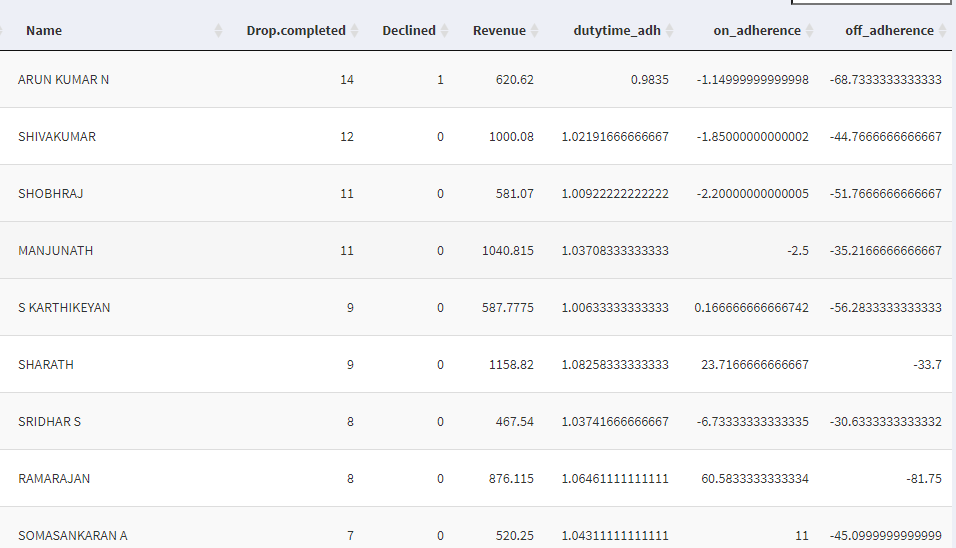 Name Drop.completed Declined Revenue dutytime_adh on_adherence off_adherence
ARUN KUMAR N 14 1 620.62 0.9835 -1.14999999999998 -68.7333333333333
SHIVAKUMAR 12 0 1000.08 1.02191666666667 -1.85000000000002 -44.7666666666667
SHOBHRAJ 11 0 581.07 1.00922222222222 -2.20000000000005 -51.7666666666667
MANJUNATH 11 0 1040.815 1.03708333333333 -2.5 -35.2166666666667
S KARTHIKEYAN 9 0 587.7775 1.00633333333333 0.166666666666742 -56.2833333333333
SHARATH 9 0 1158.82 1.08258333333333 23.7166666666667 -33.7
SRIDHAR S 8 0 467.54 1.03741666666667 -6.73333333333335 -30.6333333333332
RAMARAJAN 8 0 876.115 1.06461111111111 60.5833333333334 -81.75
SOMASANKARAN A 7 0 520.25 1.04311111111111 11 -45.0999999999999